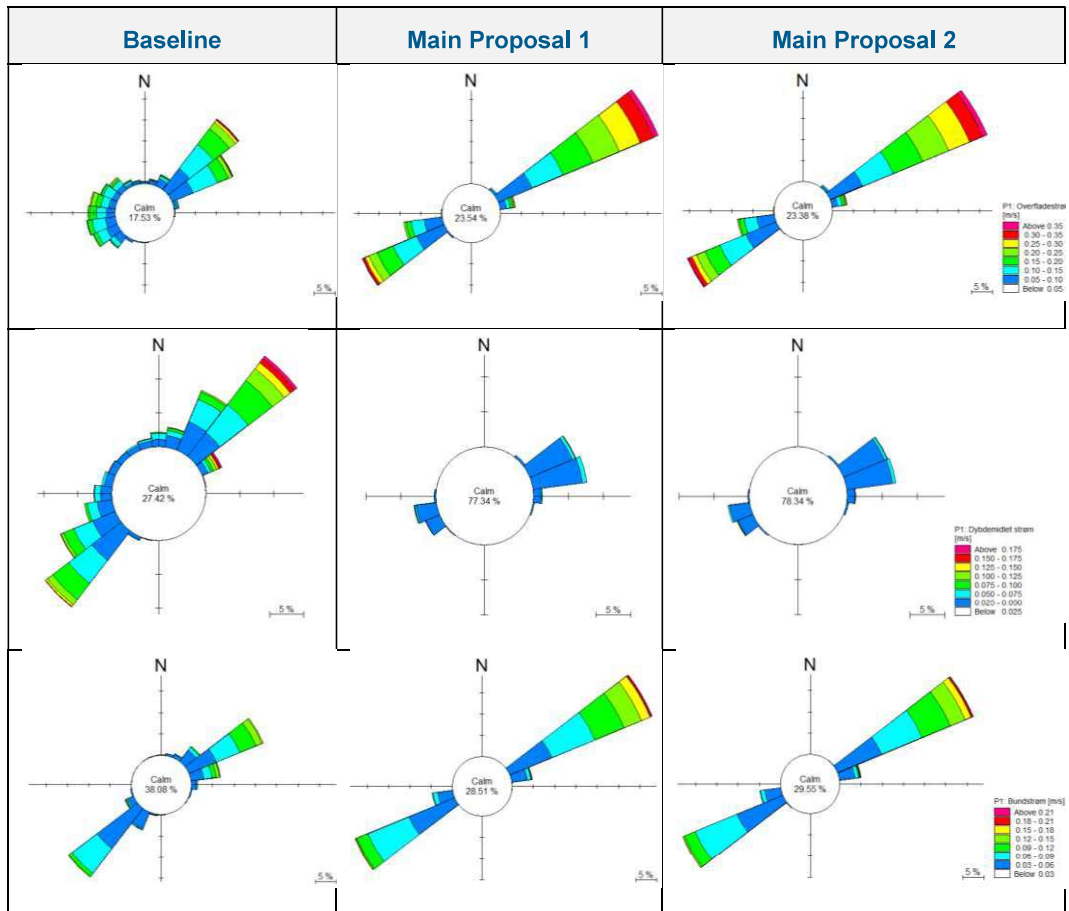 Baseline
Main Proposal 1
Main Proposal 2
N
Calm
17.53 %
5 %
N
Calm
23.54 %
5 %
N
Calm
23.38 %
5 %
P1: Overfladestrøm
[m/s]
Above 0.35
0.30 - 0.35
0.25 - 0.30
0.20 - 0.25
0.15 - 0.20
0.10 - 0.15
0.05 - 0.10
Below 0.05
N
Calm
27.42 %
5 %
N
Calm
77.34 %
5 %
N
Calm
78.34 %
5 %
P1: Dybdemidlet strøm
[m/s]
Above 0.175
0.150 - 0.175
0.125 - 0.150
0.100 - 0.125
0.075 - 0.100
0.050 - 0.075
0.025 - 0.050
Below 0.025
N
Calm
38.08 %
5 %
N
Calm
28.51 %
5 %
N
Calm
29.55 %
5 %
P1: Bundstrøm [m/s]
Above 0.21
0.18 - 0.21
0.15 - 0.18
0.12 - 0.15
0.09 - 0.12
0.06 - 0.09
0.03 - 0.06
Below 0.03